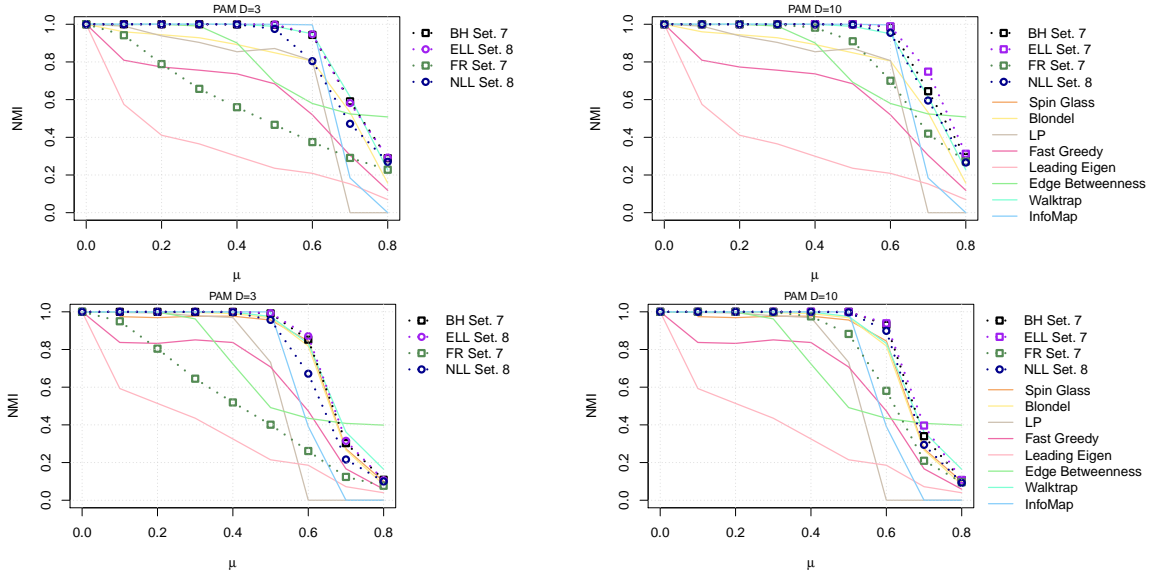 PAM D=3
NMI
0.0 0.2 0.4 0.6 0.8 1.0
0.0 0.2 0.4 0.6 0.8
μ
BH Set. 7
ELL Set. 8
FR Set. 7
NLL Set. 8
PAM D=10
NMI
0.0 0.2 0.4 0.6 0.8 1.0
0.0 0.2 0.4 0.6 0.8
μ
BH Set. 7
ELL Set. 7
FR Set. 7
NLL Set. 8
Spin Glass
Blondel
LP
Fast Greedy
Leading Eigen
Edge Betweenness
Walktrap
InfoMap
PAM D=3
NMI
0.0 0.2 0.4 0.6 0.8 1.0
0.0 0.2 0.4 0.6 0.8
μ
BH Set. 7
ELL Set. 8
FR Set. 7
NLL Set. 8
PAM D=10
NMI
0.0 0.2 0.4 0.6 0.8 1.0
0.0 0.2 0.4 0.6 0.8
μ
BH Set. 7
ELL Set. 7
FR Set. 7
NLL Set. 8
Spin Glass
Blondel
LP
Fast Greedy
Leading Eigen
Edge Betweenness
Walktrap
InfoMap